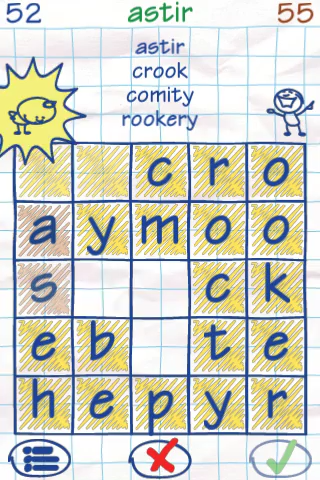 52 astir 55
astir
crook
comity
rookery
c r o
a y m o o
s c k
e b t e
h e p y r